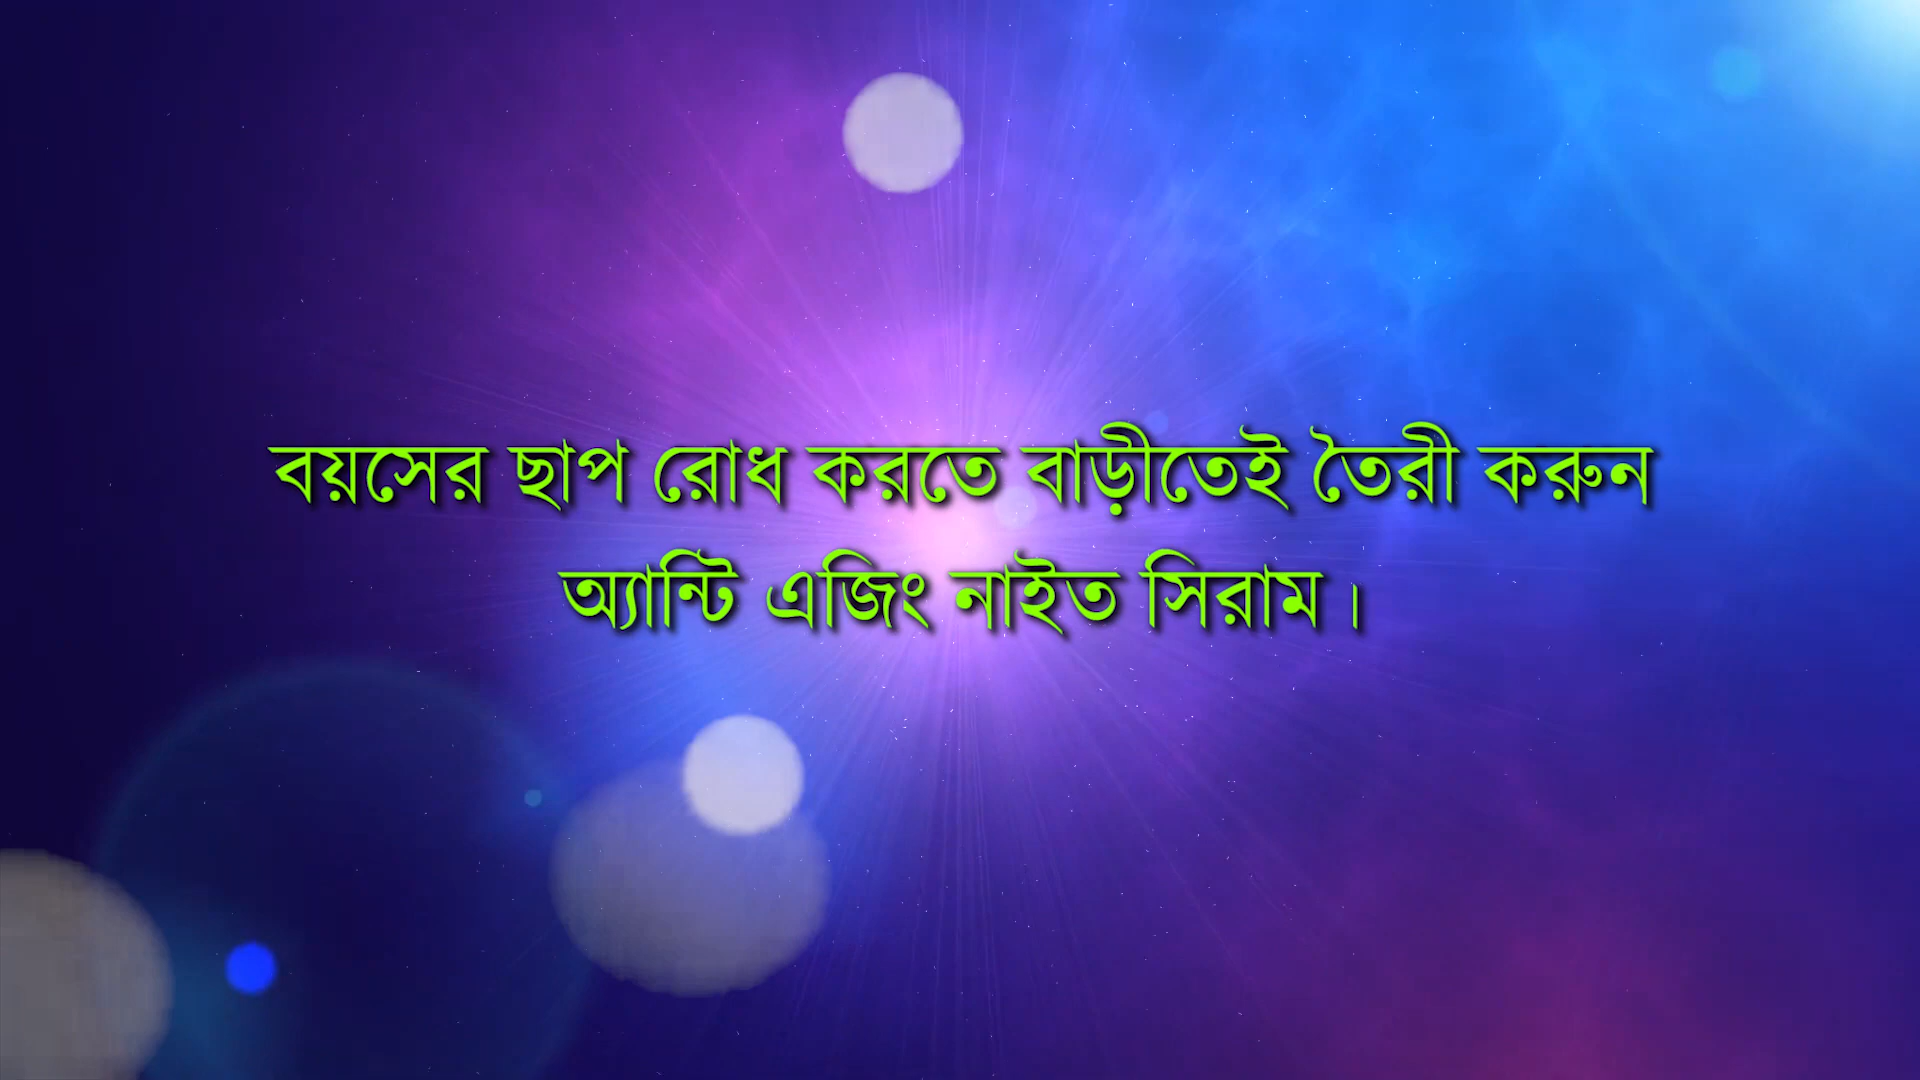 বয়সের ছাপ রোধ করতে বাড়ীতেই তৈরী করুন
অ্যান্টি এজিং নাইত সিরাম।